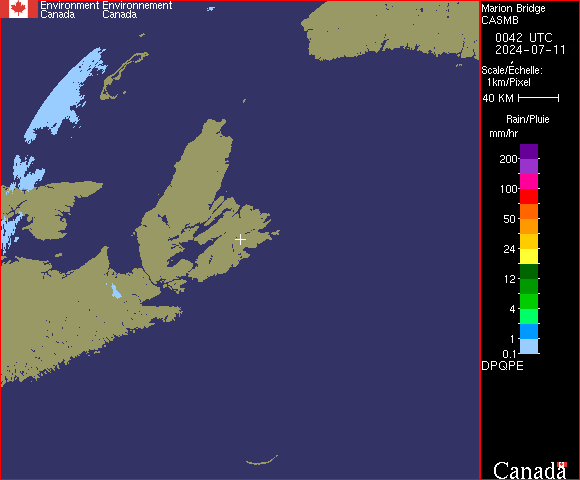 Environment Environnement
Canada Canada
Marion Bridge
CASMB
0042 UTC
2024-07-11
Scale/Échelle:
1km/Pixel
40 KM
Rain/Pluie
mm/hr
200
100
50
24
12
4
1
0.1
DPQPE
Canada